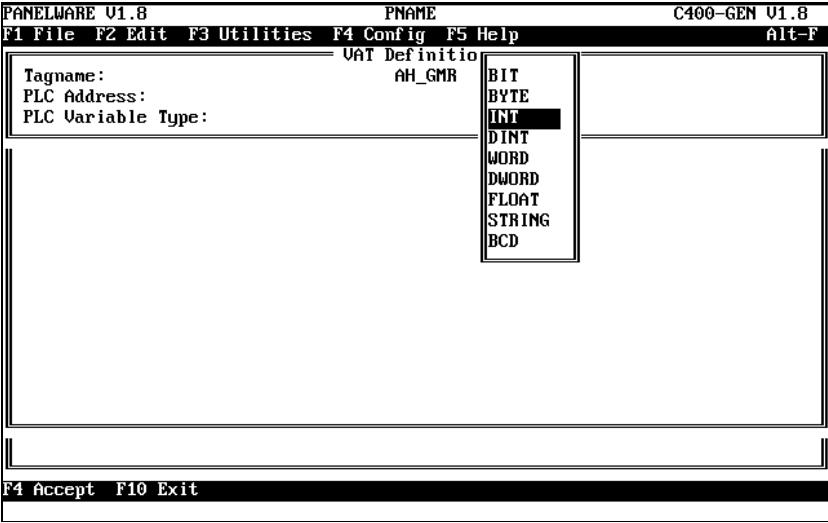 PANELWARE V1.8 PNAME C400-GEN V1.8
F1 File F2 Edit F3 Utilities F4 Config F5 Help Alt-F
VAT Definitio
Tagname: AH_GMR
PLC Address:
PLC Variable Type:
BIT
BYTE
INT
DINT
WORD
DWORD
FLOAT
STRING
BCD
F4 Accept F10 Exit